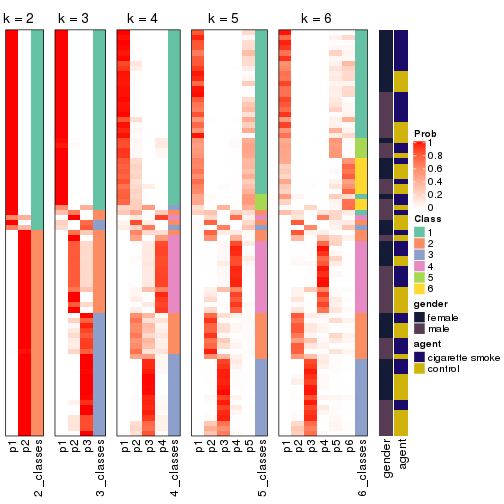 k = 2 k = 3 k = 4 k = 5 k = 6
Prob
1
0.8
0.6
0.4
0.2
0
Class
1
2
3
4
5
6
gender
female
male
agent
cigarette smoke
control
p1 p2 2_classes p1 p2 p3 3_classes p1 p2 p3 p4 4_classes p1 p2 p3 p4 p5 5_classes p1 p2 p3 p4 p5 p6 6_classes gender agent